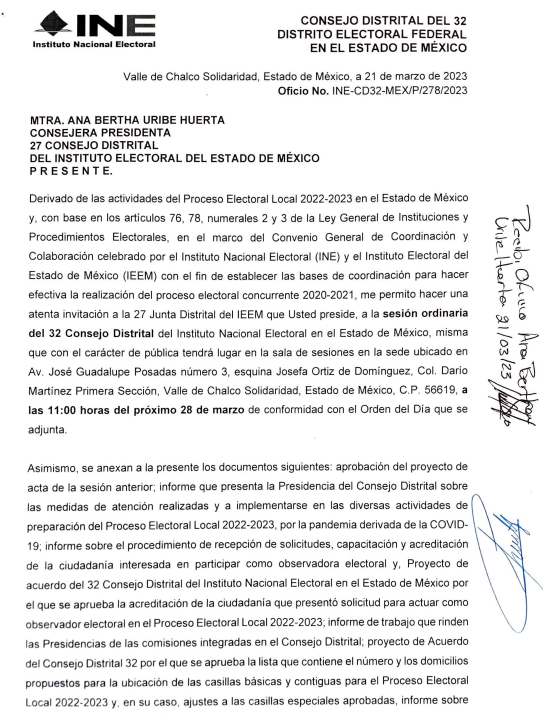 INE
Instituto Nacional Electoral
CONSEJO DISTRITAL DEL 32
DISTRITO ELECTORAL FEDERAL
EN EL ESTADO DE MÉXICO
Valle de Chalco Solidaridad, Estado de México, a 21 de marzo de 2023
Oficio No. INE-CD32-MEX/P/278/2023
MTRA. ANA BERTHA URIBE HUERTA
CONSEJERA PRESIDENTA
27 CONSEJO DISTRITAL
DEL INSTITUTO ELECTORAL DEL ESTADO DE MÉXICO
P R E S E N T E.
Derivado de las actividades del Proceso Electoral Local 2022-2023 en el Estado de México
y, con base en los artículos 76, 78, numerales 2 y 3 de la Ley General de Instituciones y
Procedimientos Electorales, en el marco del Convenio General de Coordinación y
Colaboración celebrado por el Instituto Nacional Electoral (INE) y el Instituto Electoral del
Estado de México (IEEM) con el fin de establecer las bases de coordinación para hacer
efectiva la realización del proceso electoral concurrente 2020-2021, me permito hacer una
atenta invitación a la 27 Junta Distrital del IEEM que Usted preside, a la sesión ordinaria
del 32 Consejo Distrital del Instituto Nacional Electoral en el Estado de México, misma
que con el carácter de pública tendrá lugar en la sala de sesiones en la sede ubicado en
Av. José Guadalupe Posadas número 3, esquina Josefa Ortiz de Domínguez, Col. Darío
Martínez Primera Sección, Valle de Chalco Solidaridad, Estado de México, C.P. 56619, a
las 11:00 horas del próximo 28 de marzo de conformidad con el Orden del Día que se
adjunta.
Asimismo, se anexan a la presente los documentos siguientes: aprobación del proyecto de
acta de la sesión anterior; informe que presenta la Presidencia del Consejo Distrital sobre
las medidas de atención realizadas y a implementarse en las diversas actividades de
preparación del Proceso Electoral Local 2022-2023, por la pandemia derivada de la COVID-
19; informe sobre el procedimiento de recepción de solicitudes, capacitación y acreditación
de la ciudadanía interesada en participar como observadora electoral y, Proyecto de
acuerdo del 32 Consejo Distrital del Instituto Nacional Electoral en el Estado de México por
el que se aprueba la acreditación de la ciudadanía que presentó solicitud para actuar como
observador electoral en el Proceso Electoral Local 2022-2023; informe de trabajo que rinden
las Presidencias de las comisiones integradas en el Consejo Distrital; proyecto de Acuerdo
del Consejo Distrital 32 por el que se aprueba la lista que contiene el número y los domicilios
propuestos para la ubicación de las casillas básicas y contiguas para el Proceso Electoral
Local 2022-2023 y, en su caso, ajustes a las casillas especiales aprobadas, informe sobre
Recibi Oficio Ana Bertha
Uribe Huerta 21/03/23